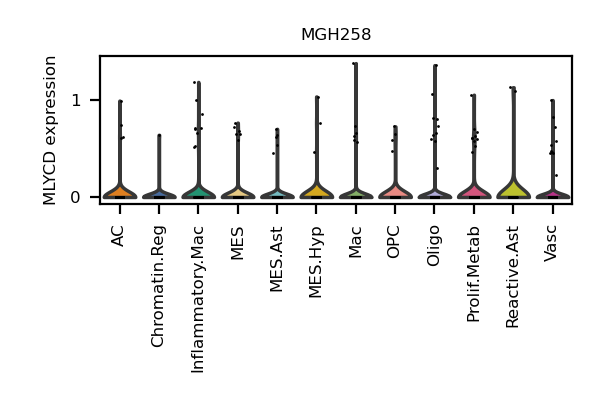 MGH258
MLYCD expression
1
0
AC
Chromatin.Reg
Inflammatory.Mac
MES
MES.Ast
MES.Hyp
Mac
OPC
Oligo
Prolif.Metab
Reactive.Ast
Vasc